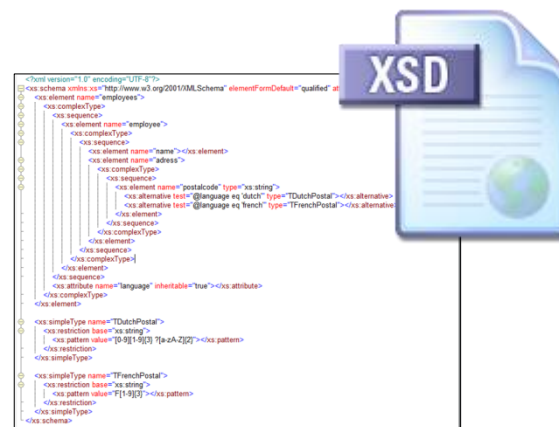 XSD
<?xml version="1.0" encoding="UTF-8"?>
<xs:schema xmlns:xs="http://www.w3.org/2001/XMLSchema" elementFormDefault="qualified" at
<xs:element name="employees">
<xs:complexType>
<xs:sequence>
<xs:element name="employee">
<xs:complexType>
<xs:sequence>
<xs:element name="name"></xs:element>
<xs:element name="adress">
<xs:complexType>
<xs:sequence>
<xs:element name="postalcode" type="xs:string">
<xs:alternative test="@language eq 'dutch'" type="TDutchPostal"></xs:alternative>
<xs:alternative test="@language eq 'french'" type="TFrenchPostal"></xs:alternative
</xs:element>
</xs:sequence>
</xs:complexType>
</xs:element>
</xs:sequence>
</xs:complexType>
</xs:element>
</xs:sequence>
<xs:attribute name="language" inheritable="true"></xs:attribute>
</xs:complexType>
</xs:element>
<xs:simpleType name="TDutchPostal">
<xs:restriction base="xs:string">
<xs:pattern value="[0-9][1-9]{3} ?[a-zA-Z]{2}"></xs:pattern>
</xs:restriction>
</xs:simpleType>
<xs:simpleType name="TFrenchPostal">
<xs:restriction base="xs:string">
<xs:pattern value="F[1-9]{3}"></xs:pattern>
</xs:restriction>
</xs:simpleType>
</xs:schema>